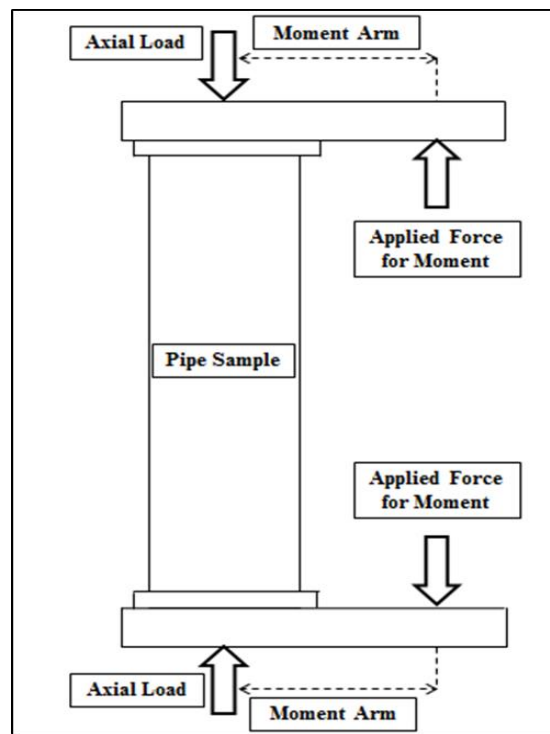 Axial Load
Moment Arm
Applied Force
for Moment
Pipe Sample
Applied Force
for Moment
Axial Load
Moment Arm